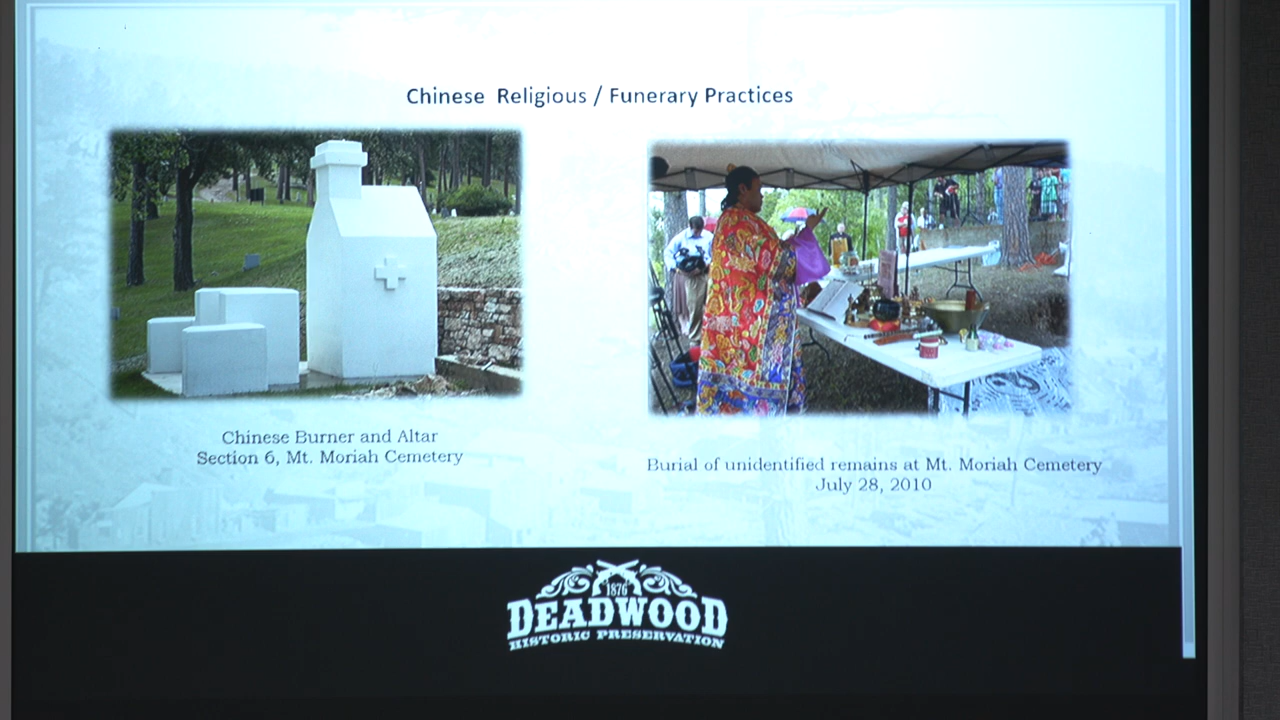 Chinese Religious / Funerary Practices
Chinese Burner and Altar
Section 6, Mt. Moriah Cemetery
Burial of unidentified remains at Mt. Moriah Cemetery
July 28, 2010
1876
DEADWOOD
HISTORIC PRESERVATION